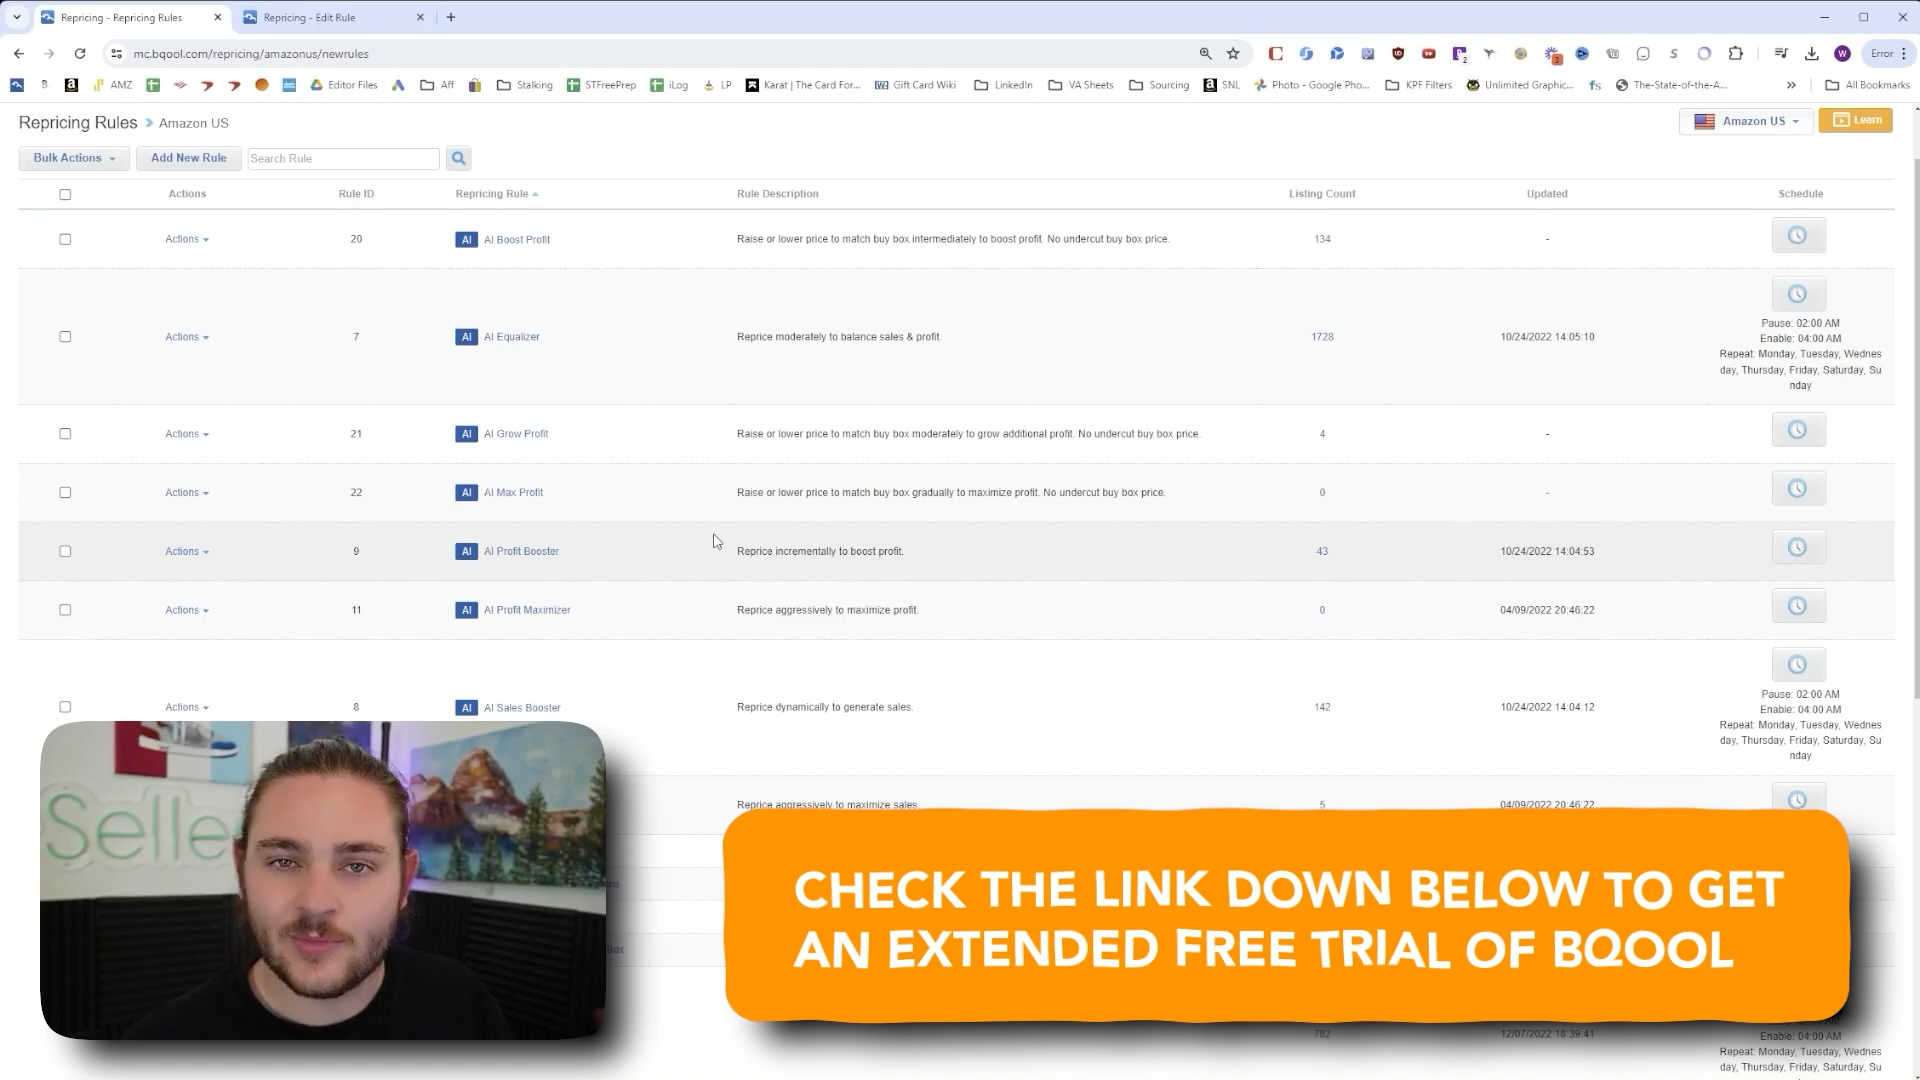 Repricing - Repricing Rules
Repricing - Edit Rule
mc.bqool.com/repricing/amazonus/newrules
Error
AMZ
Editor Files
Aff
Stalking
STFreePrep
iLog
LP
Karat | The Card For...
Gift Card Wiki
LinkedIn
VA Sheets
Sourcing
SNL
Photo - Google Pho...
KPF Filters
Unlimited Graphic...
fs
The-State-of-the-A...
»
All Bookmarks
Repricing Rules » Amazon US
Amazon US
Learn
Bulk Actions
Add New Rule
Search Rule
Actions Rule ID Repricing Rule Rule Description Listing Count Updated Schedule
Actions 20 AI AI Boost Profit Raise or lower price to match buy box intermediately to boost profit. No undercut buy box price. 134 -
Actions 7 AI AI Equalizer Reprice moderately to balance sales & profit. 1728 10/24/2022 14:05:10
Pause: 02:00 AM
Enable: 04:00 AM
Repeat: Monday, Tuesday, Wednes
day, Thursday, Friday, Saturday, Su
nday
Actions 21 AI AI Grow Profit Raise or lower price to match buy box moderately to grow additional profit. No undercut buy box price. 4 -
Actions 22 AI AI Max Profit Raise or lower price to match buy box gradually to maximize profit. No undercut buy box price. 0 -
Actions 9 AI AI Profit Booster Reprice incrementally to boost profit. 43 10/24/2022 14:04:53
Actions 11 AI AI Profit Maximizer Reprice aggressively to maximize profit. 0 04/09/2022 20:46:22
Actions 8 AI AI Sales Booster Reprice dynamically to generate sales. 142 10/24/2022 14:04:12
Pause: 02:00 AM
Enable: 04:00 AM
Repeat: Monday, Tuesday, Wednes
day, Thursday, Friday, Saturday, Su
nday
Reprice aggressively to maximize sales. 5 04/09/2022 20:46:22
Selle
Box
CHECK THE LINK DOWN BELOW TO GET
AN EXTENDED FREE TRIAL OF BQOOL
782 12/07/2022 18:39:41
Enable: 04:00 AM
Repeat: Monday, Tuesday, Wednes
day, Thursday, Friday, Saturday, Su